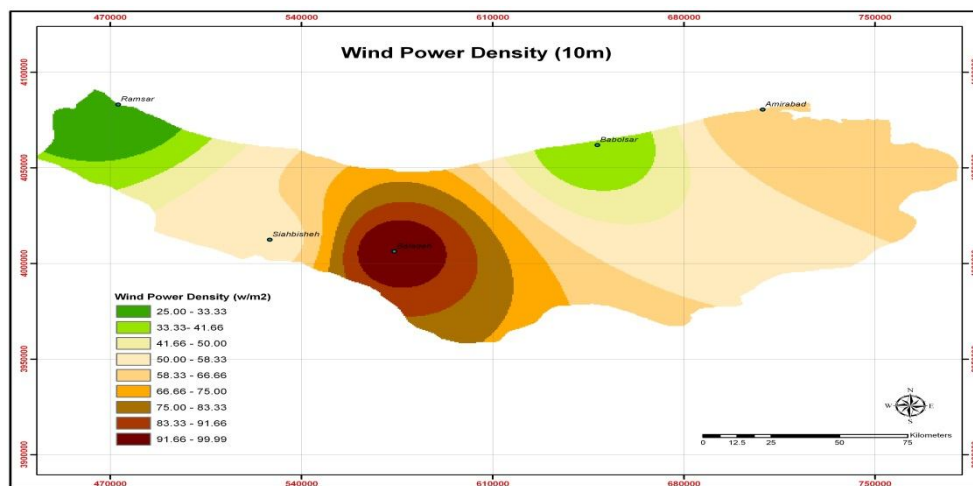 470000 540000 610000 680000 750000
Wind Power Density (10m)
4100000
4050000
4000000
3950000
3900000
Ramsar
Amirabad
Babolsar
Siahbisheh
Wind Power Density (w/m2)
25.00 - 33.33
33.33- 41.66
41.66 - 50.00
50.00 - 58.33
58.33 - 66.66
66.66 - 75.00
75.00 - 83.33
83.33 - 91.66
91.66 - 99.99
N
W E
S
Kilometers
0 12.5 25 50 75
470000 540000 610000 680000 750000